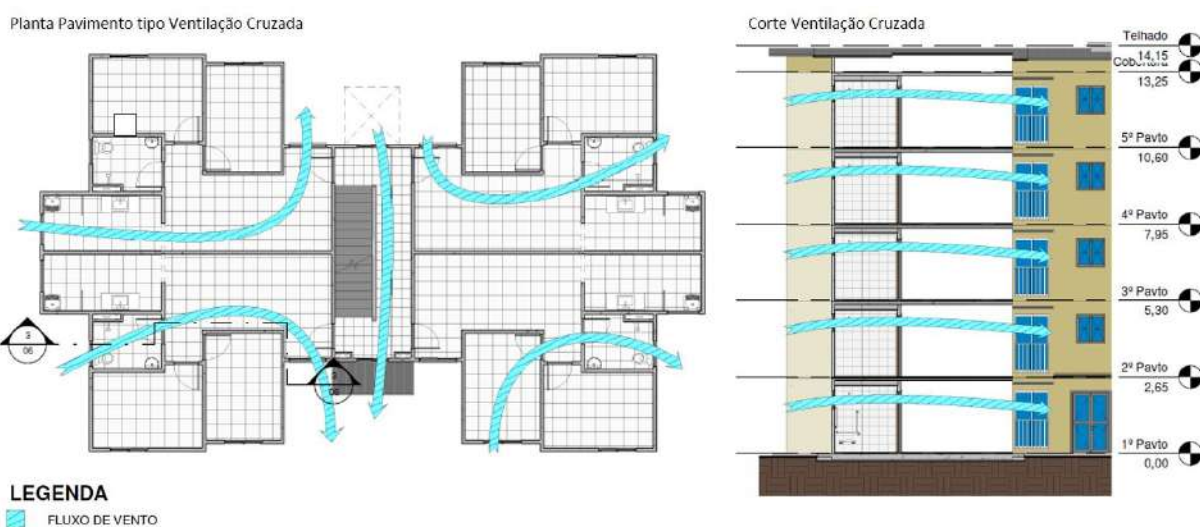 Planta Pavimento tipo Ventilação Cruzada
Corte Ventilação Cruzada
Telhado
14,15
Cobertura
13,25
5º Pavto
10,60
4º Pavto
7,95
3º Pavto
5,30
2º Pavto
2,65
1º Pavto
0,00
06
LEGENDA
FLUXO DE VENTO